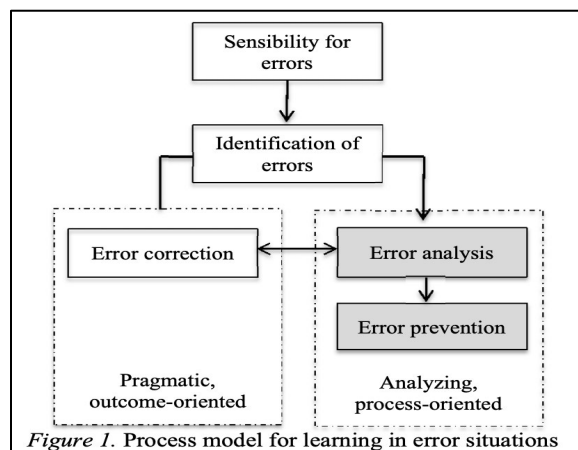 Sensibility for
errors
Identification of
errors
Error correction
Error analysis
Error prevention
Pragmatic,
outcome-oriented
Analyzing,
process-oriented
Figure 1. Process model for learning in error situations